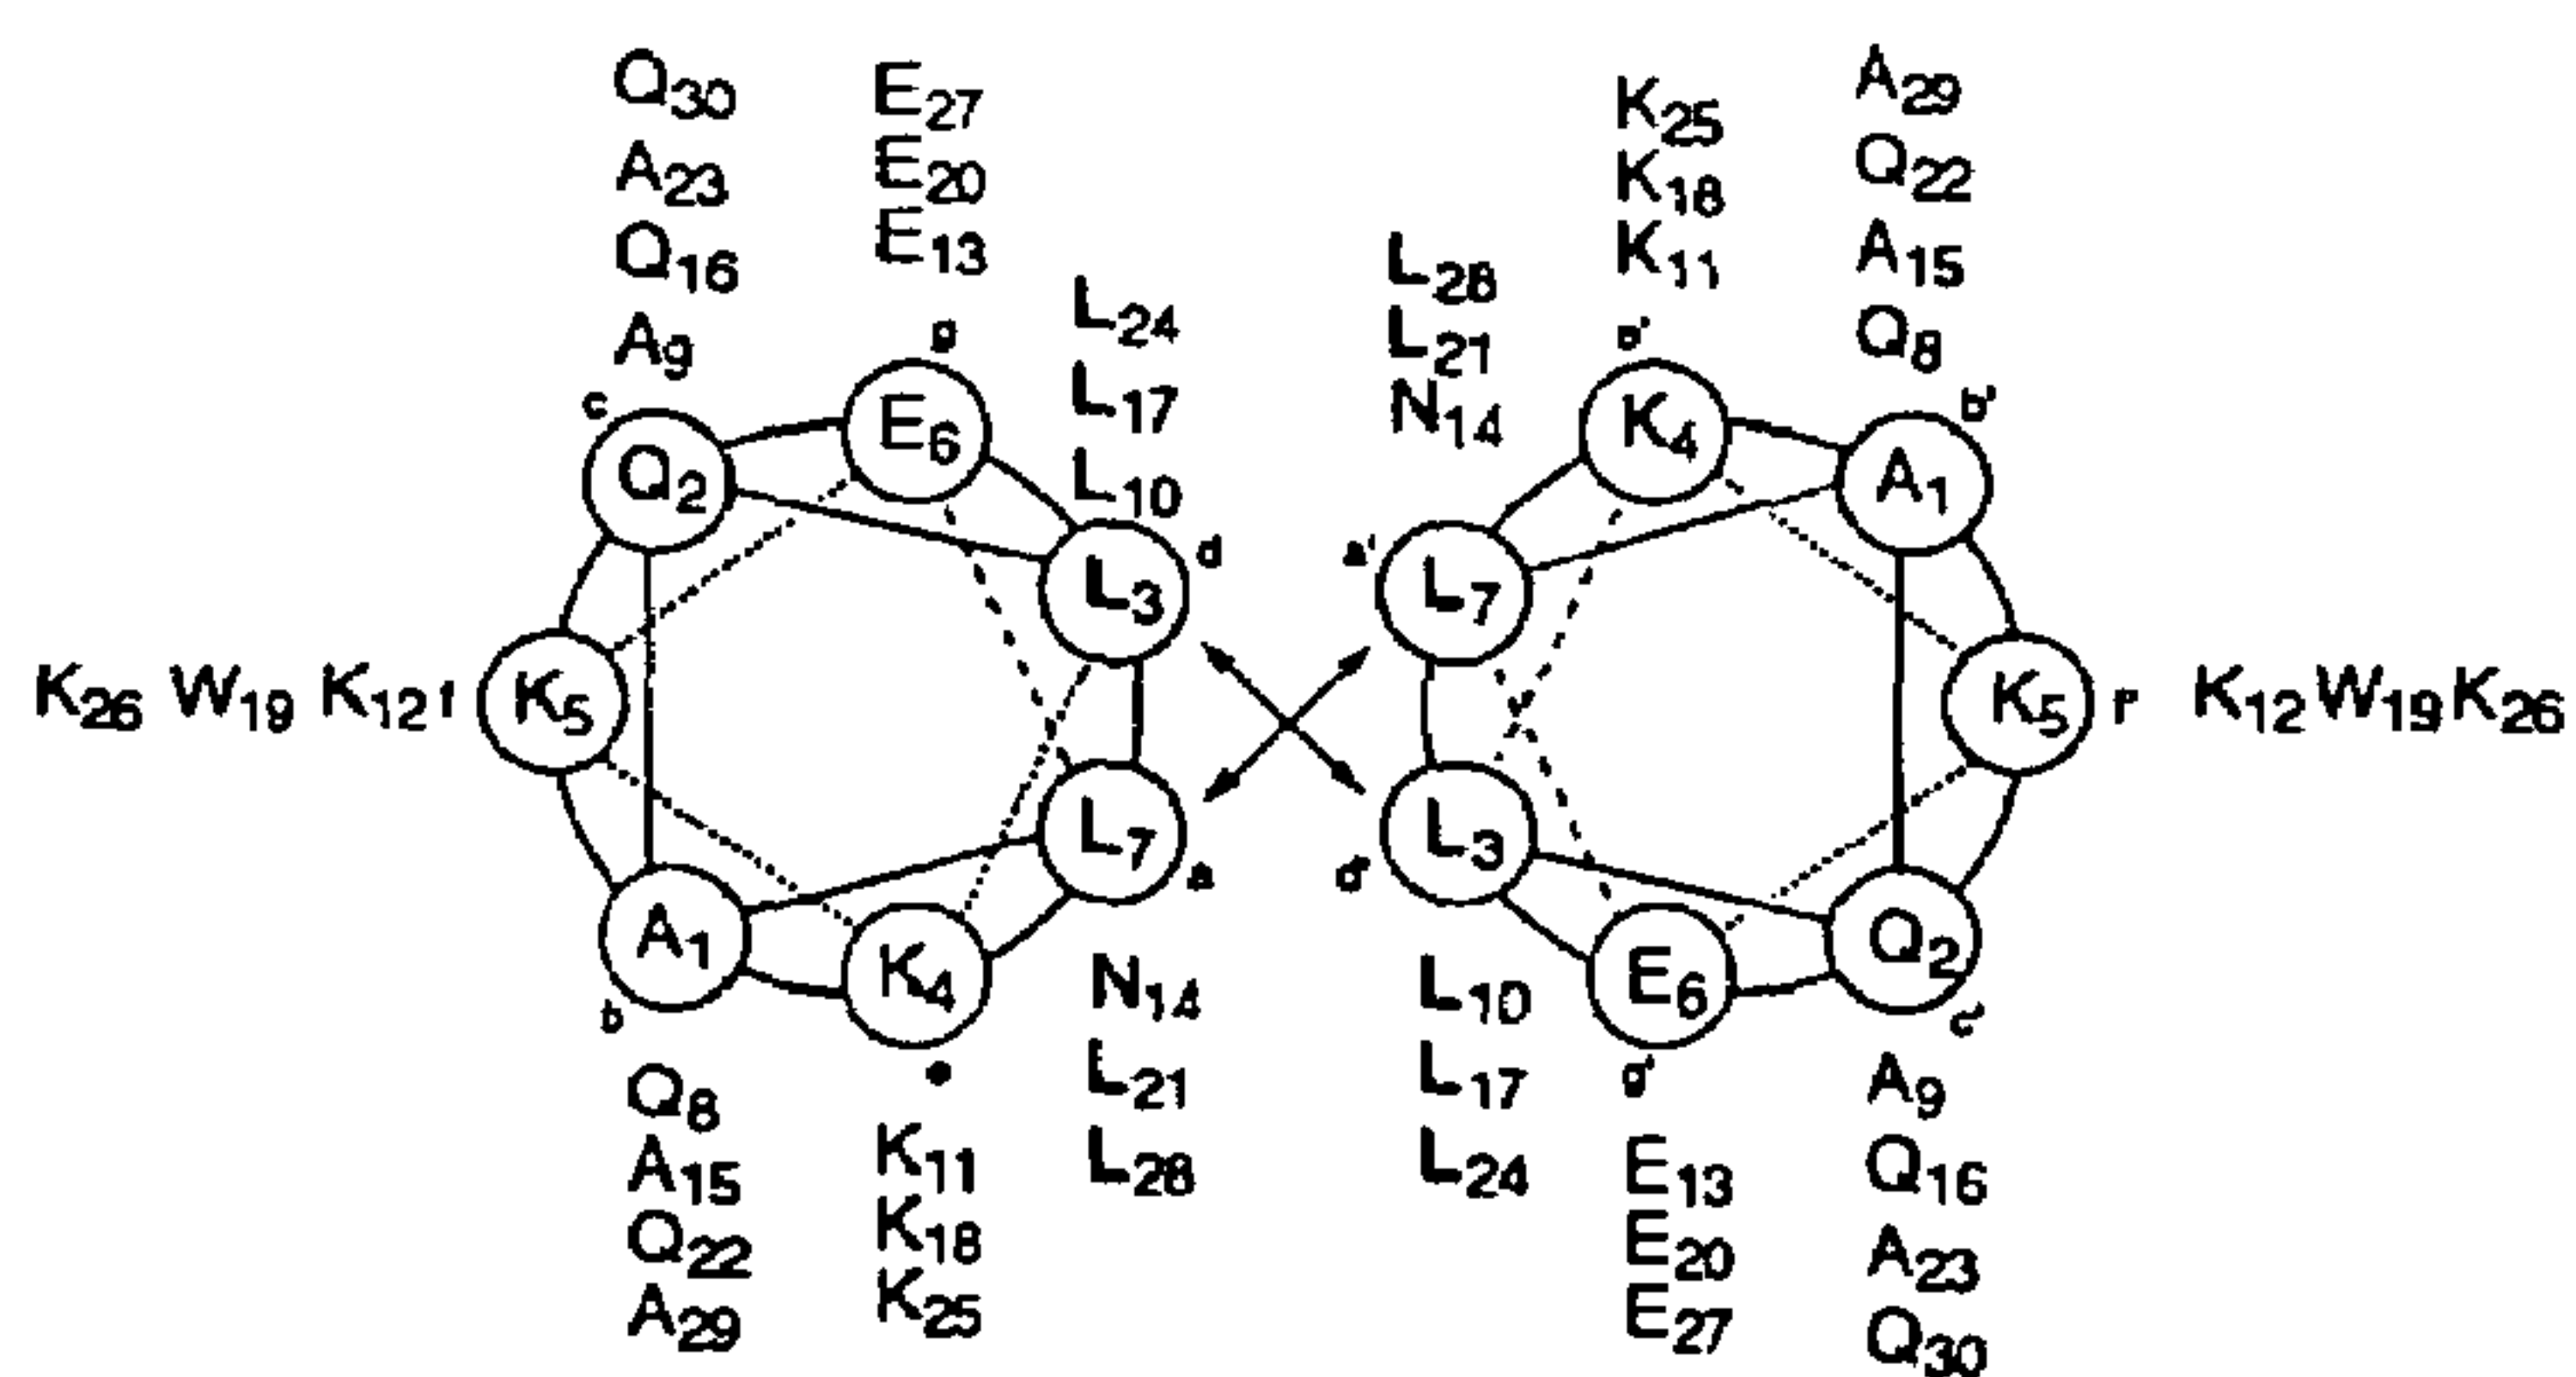 Q30 E27 K25 A29
A23 E20 K18 Q22
Q16 E13 K11 A15
A9 g L24 L28 e' Q8
L17 L21
L10 N14
c Q2 E6 K4 A1 b'
L3 d a' L7
K26 W19 K12 f K5 K5 f' K12 W19 K26
L7 a d' L3
b A1 K4 E6 Q2 c'
e N14 L10 g'
Q8 L21 L17 A9
A15 K11 L28 L24 E13 Q16
Q22 K18 E20 A23
A29 K25 E27 Q30